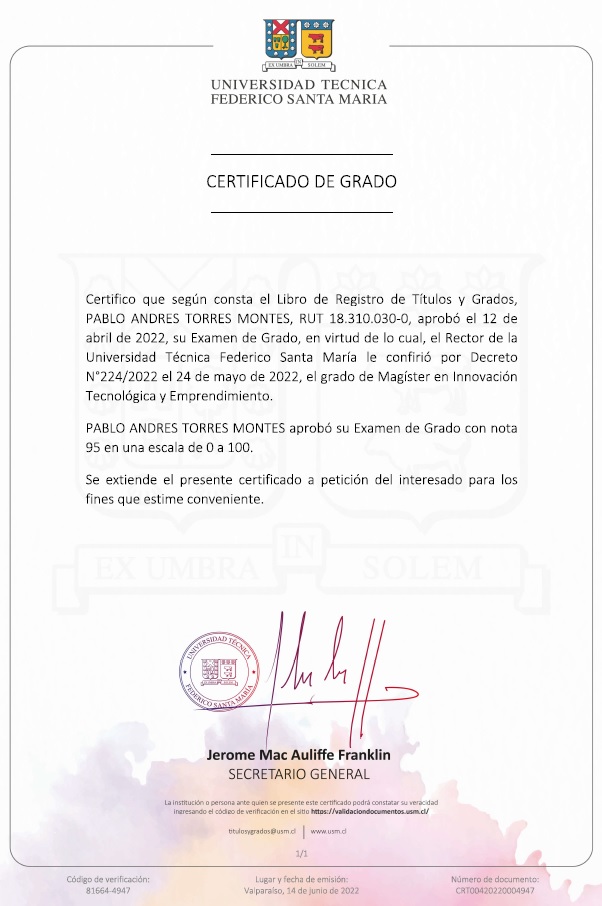 EX UMBRA IN SOLEM
UNIVERSIDAD TECNICA
FEDERICO SANTA MARIA
CERTIFICADO DE GRADO
Certifico que según consta el Libro de Registro de Títulos y Grados,
PABLO ANDRES TORRES MONTES, RUT 18.310.030-0, aprobó el 12 de
abril de 2022, su Examen de Grado, en virtud de lo cual, el Rector de la
Universidad Técnica Federico Santa María le confirió por Decreto
N°224/2022 el 24 de mayo de 2022, el grado de Magíster en Innovación
Tecnológica y Emprendimiento.
PABLO ANDRES TORRES MONTES aprobó su Examen de Grado con nota
95 en una escala de 0 a 100.
Se extiende el presente certificado a petición del interesado para los
fines que estime conveniente.
EX UMBRA IN SOLEM
UNIVERSIDAD TÉCNICA
FEDERICO SANTA MARÍA
Jerome Mac Auliffe Franklin
SECRETARIO GENERAL
La institución o persona ante quien se presente este certificado podrá constatar su veracidad
ingresando el código de verificación en el sitio https://validaciondocumentos.usm.cl/
titulosygrados@usm.cl | www.usm.cl
1/1
Código de verificación:
81664-4947
Lugar y fecha de emisión:
Valparaíso, 14 de junio de 2022
Número de documento:
CRT00420220004947